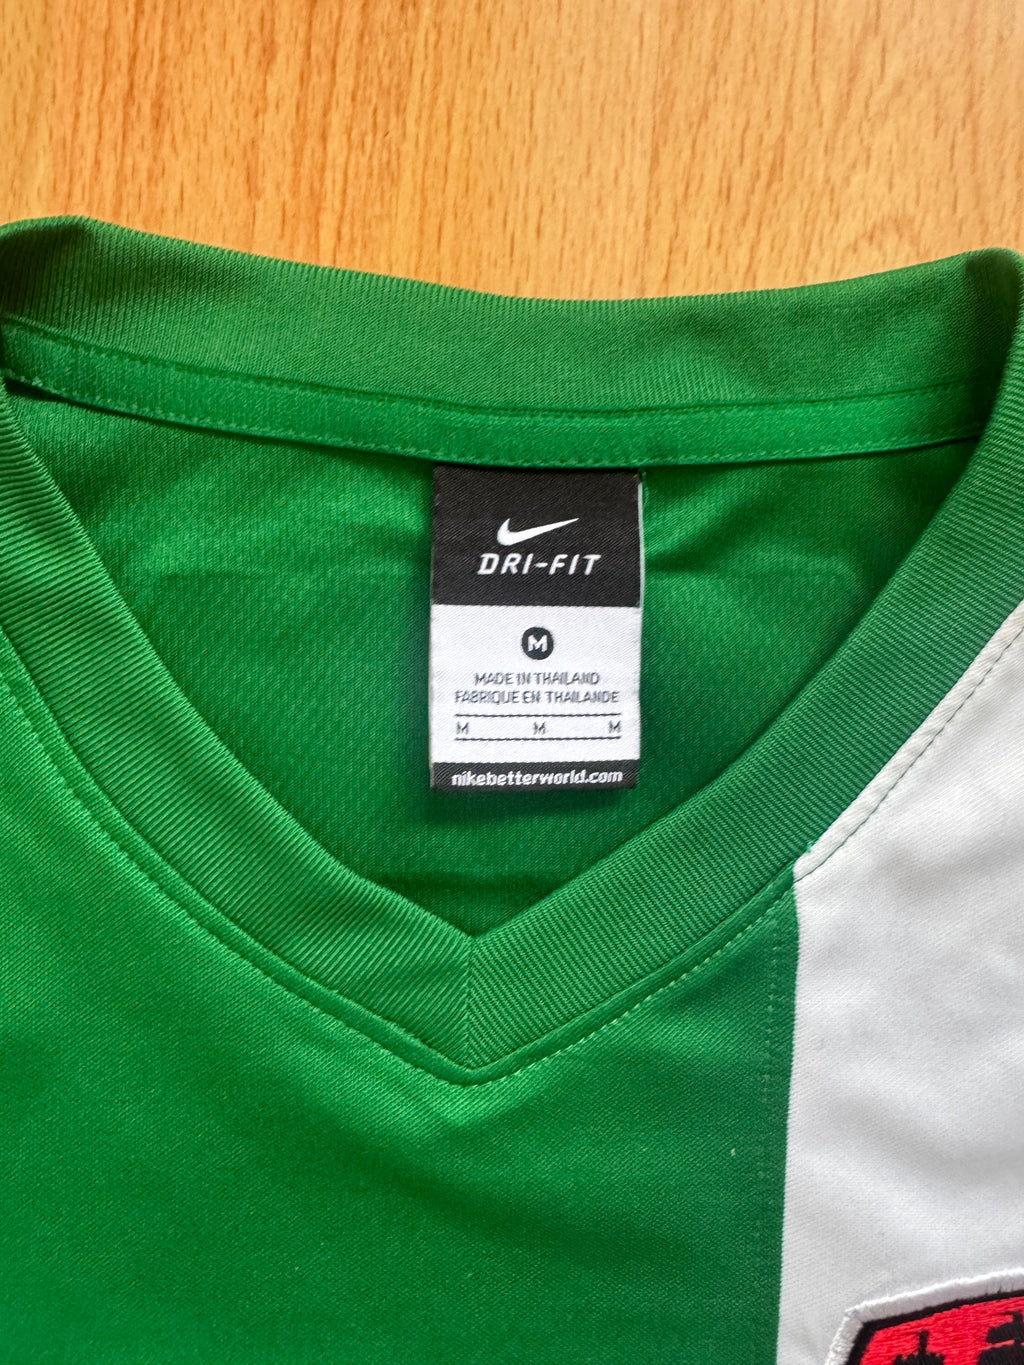 DRI-FIT
M
MADE IN THAILAND
FABRIQUE EN THAILANDE
M M M
nikebetterworld.com